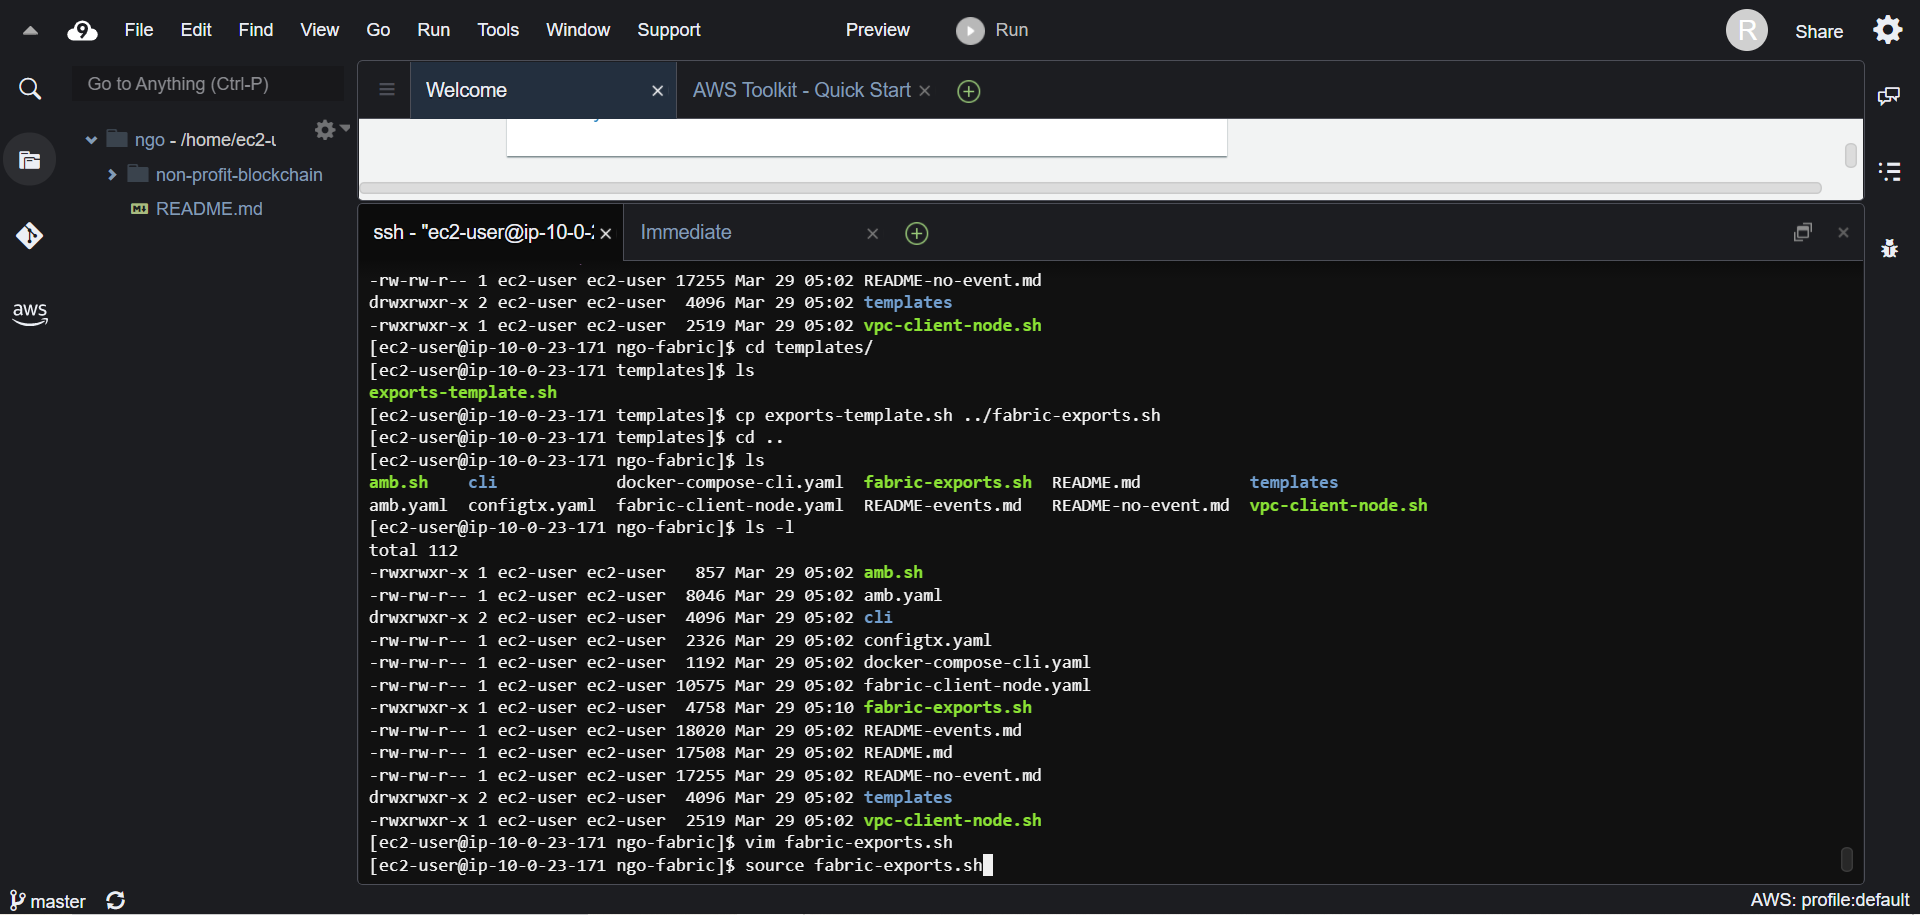 9 File Edit Find View Go Run Tools Window Support Preview Run R Share
Go to Anything (Ctrl-P)
Welcome AWS Toolkit - Quick Start
ngo - /home/ec2-u
non-profit-blockchain
README.md
aws
ssh - "ec2-user@ip-10-0-2 Immediate
-rw-rw-r-- 1 ec2-user ec2-user 17255 Mar 29 05:02 README-no-event.md
drwxrwxr-x 2 ec2-user ec2-user  4096 Mar 29 05:02 templates
-rwxrwxr-x 1 ec2-user ec2-user  2519 Mar 29 05:02 vpc-client-node.sh
[ec2-user@ip-10-0-23-171 ngo-fabric]$ cd templates/
[ec2-user@ip-10-0-23-171 templates]$ ls
exports-template.sh
[ec2-user@ip-10-0-23-171 templates]$ cp exports-template.sh ../fabric-exports.sh
[ec2-user@ip-10-0-23-171 templates]$ cd ..
[ec2-user@ip-10-0-23-171 ngo-fabric]$ ls
amb.sh    cli            docker-compose-cli.yaml  fabric-exports.sh  README.md           templates
amb.yaml  configtx.yaml  fabric-client-node.yaml  README-events.md   README-no-event.md  vpc-client-node.sh
[ec2-user@ip-10-0-23-171 ngo-fabric]$ ls -l
total 112
-rwxrwxr-x 1 ec2-user ec2-user   857 Mar 29 05:02 amb.sh
-rw-rw-r-- 1 ec2-user ec2-user  8046 Mar 29 05:02 amb.yaml
drwxrwxr-x 2 ec2-user ec2-user  4096 Mar 29 05:02 cli
-rw-rw-r-- 1 ec2-user ec2-user  2326 Mar 29 05:02 configtx.yaml
-rw-rw-r-- 1 ec2-user ec2-user  1192 Mar 29 05:02 docker-compose-cli.yaml
-rw-rw-r-- 1 ec2-user ec2-user 10575 Mar 29 05:02 fabric-client-node.yaml
-rwxrwxr-x 1 ec2-user ec2-user  4758 Mar 29 05:10 fabric-exports.sh
-rw-rw-r-- 1 ec2-user ec2-user 18020 Mar 29 05:02 README-events.md
-rw-rw-r-- 1 ec2-user ec2-user 17508 Mar 29 05:02 README.md
-rw-rw-r-- 1 ec2-user ec2-user 17255 Mar 29 05:02 README-no-event.md
drwxrwxr-x 2 ec2-user ec2-user  4096 Mar 29 05:02 templates
-rwxrwxr-x 1 ec2-user ec2-user  2519 Mar 29 05:02 vpc-client-node.sh
[ec2-user@ip-10-0-23-171 ngo-fabric]$ vim fabric-exports.sh
[ec2-user@ip-10-0-23-171 ngo-fabric]$ source fabric-exports.sh
master AWS: profile:default